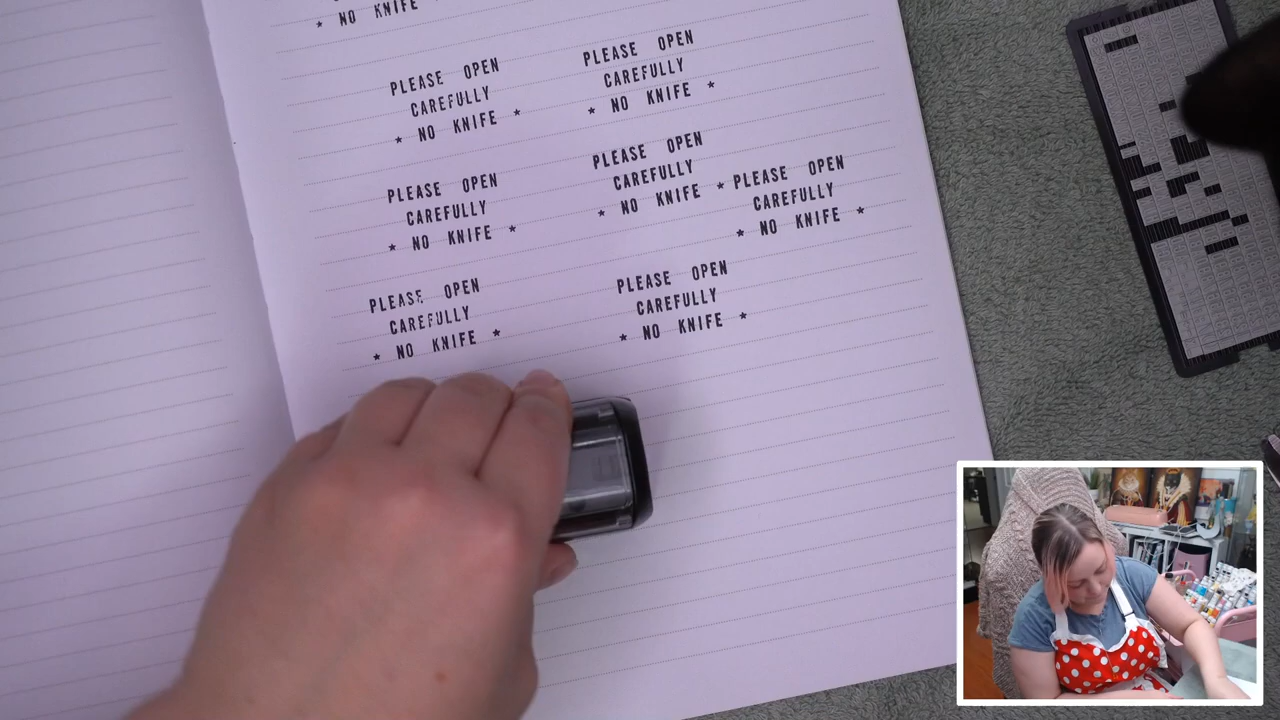 * NO KNIFE
PLEASE OPEN
CAREFULLY
* NO KNIFE *
PLEASE OPEN
CAREFULLY
* NO KNIFE *
PLEASE OPEN
CAREFULLY
* NO KNIFE *
PLEASE OPEN
CAREFULLY
* NO KNIFE *
PLEASE OPEN
CAREFULLY
* NO KNIFE *
PLEASE OPEN
CAREFULLY
* NO KNIFE *
PLEASE OPEN
CAREFULLY
* NO KNIFE *